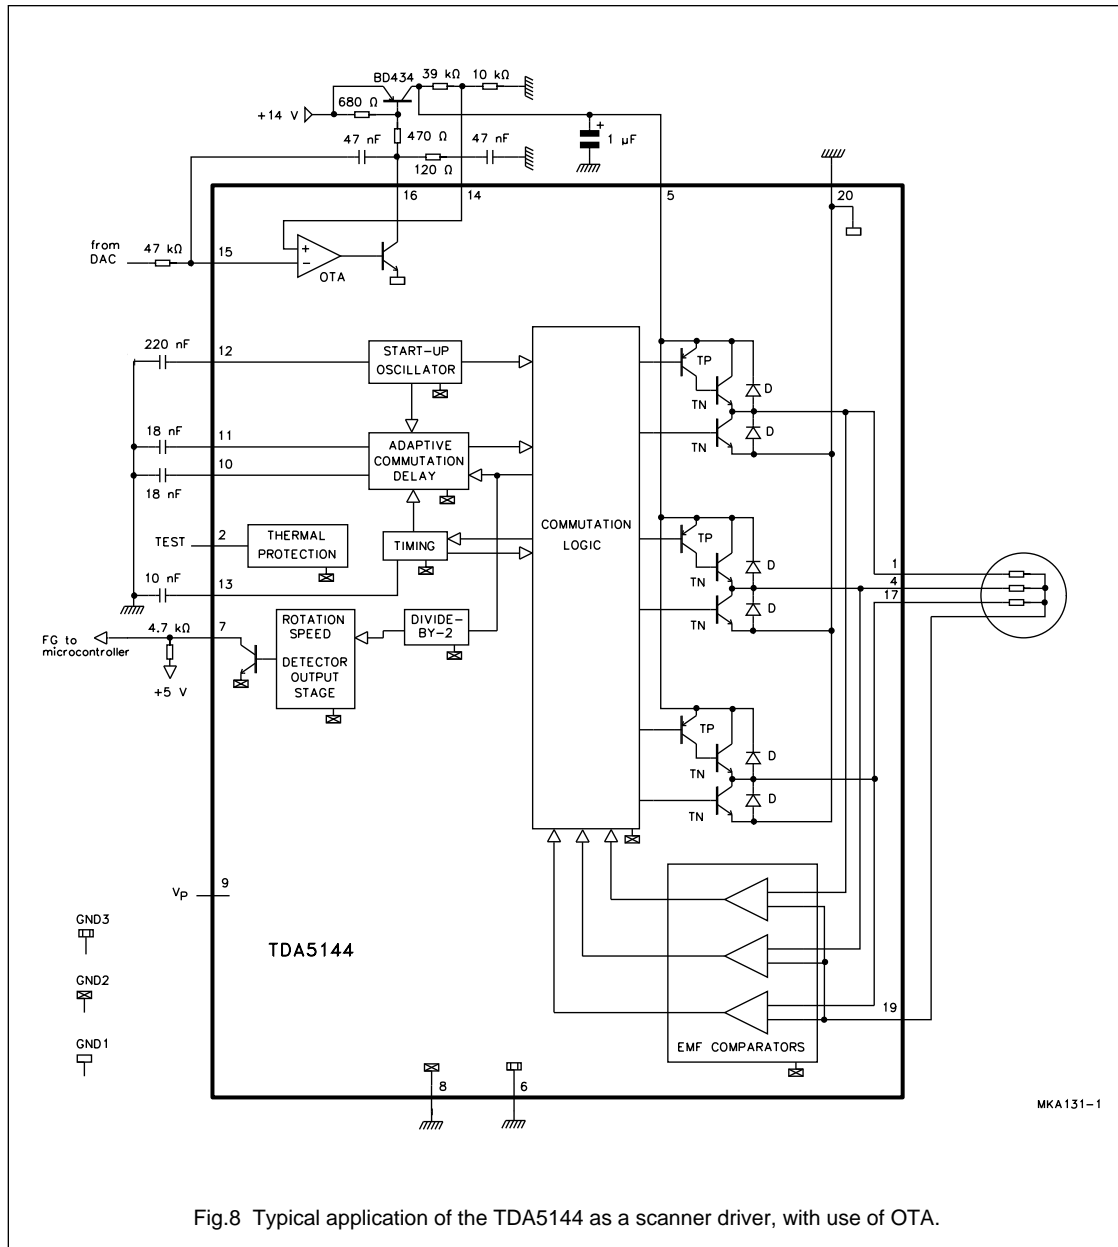 BD434
39 kΩ
10 kΩ
680 Ω
+14 V
470 Ω
47 nF
47 nF
120 Ω
+
1 µF
16
14
5
20
from
DAC
47 kΩ
15
+
−
OTA
220 nF
12
START-UP
OSCILLATOR
TP
D
TN
18 nF
11
ADAPTIVE
COMMUTATION
DELAY
TN
D
10
18 nF
COMMUTATION
LOGIC
TEST
2
THERMAL
PROTECTION
TIMING
TP
D
TN
10 nF
13
TN
D
1
4
17
FG to
microcontroller
4.7 kΩ
7
+5 V
ROTATION
SPEED
DETECTOR
OUTPUT
STAGE
DIVIDE-
BY-2
TP
D
TN
TN
D
VP
9
GND3
GND2
GND1
TDA5144
19
EMF COMPARATORS
8
6
MKA131-1
Fig.8 Typical application of the TDA5144 as a scanner driver, with use of OTA.